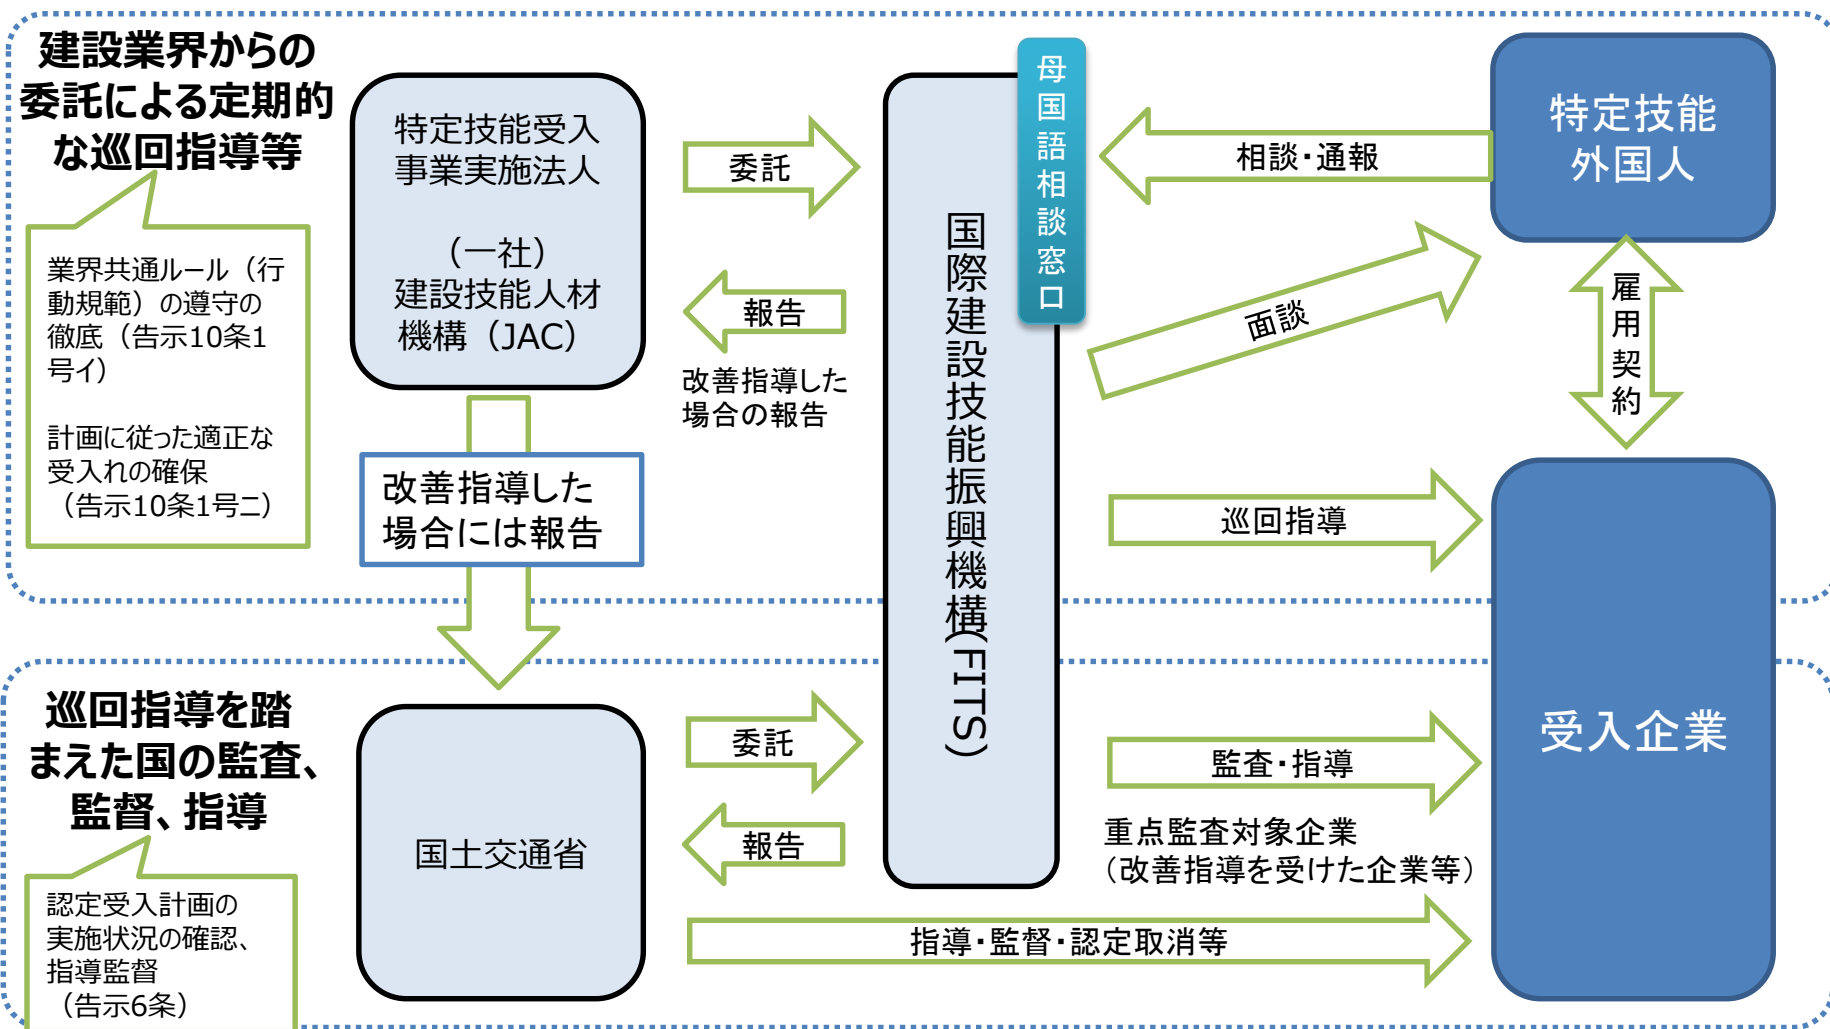 建設業界からの
委託による定期的
な巡回指導等
業界共通ルール（行
動規範）の遵守の
徹底（告示10条1
号イ）
計画に従った適正な
受入れの確保
（告示10条1号ニ）
特定技能受入
事業実施法人
（一社）
建設技能人材
機構（JAC）
委託
報告
改善指導した
場合の報告
改善指導した
場合には報告
国際建設技能振興機構(FITS)
母国語相談窓口
相談・通報
面談
巡回指導
特定技能
外国人
雇用契約
受入企業
巡回指導を踏
まえた国の監査、
監督、指導
認定受入計画の
実施状況の確認、
指導監督
（告示6条）
国土交通省
委託
報告
監査・指導
重点監査対象企業
（改善指導を受けた企業等）
指導・監督・認定取消等